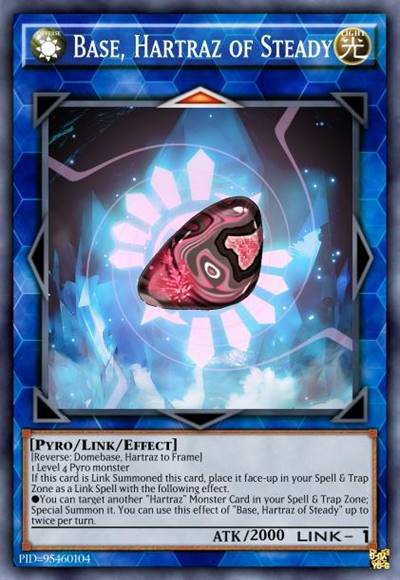 Base, Hartraz of Steady
LIGHT
光
[Pyro/Link/Effect]
[Reverse: Domebase, Hartraz to Frame]
1 Level 4 Pyro monster
If this card is Link Summoned this card, place it face-up in your Spell & Trap
Zone as a Link Spell with the following effect.
●You can target another "Hartraz" Monster Card in your Spell & Trap Zone;
Special Summon it. You can use this effect of "Base, Hartraz of Steady" up to
twice per turn.
ATK/2000 LINK-1
PID=95460104